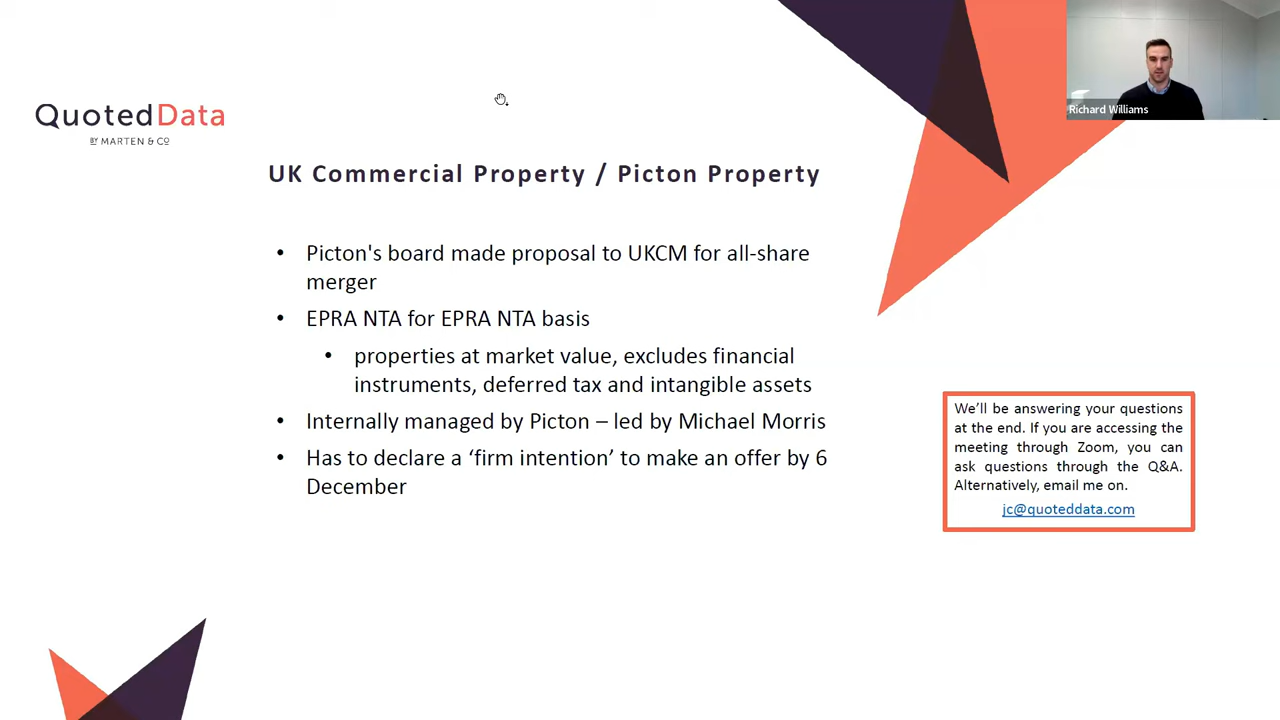 Richard Williams
QuotedData
BY MARTEN & CO
UK Commercial Property / Picton Property
• Picton's board made proposal to UKCM for all-share
merger
• EPRA NTA for EPRA NTA basis
• properties at market value, excludes financial
instruments, deferred tax and intangible assets
• Internally managed by Picton – led by Michael Morris
• Has to declare a ‘firm intention’ to make an offer by 6
December
We’ll be answering your questions
at the end. If you are accessing the
meeting through Zoom, you can
ask questions through the Q&A.
Alternatively, email me on.
jc@quoteddata.com